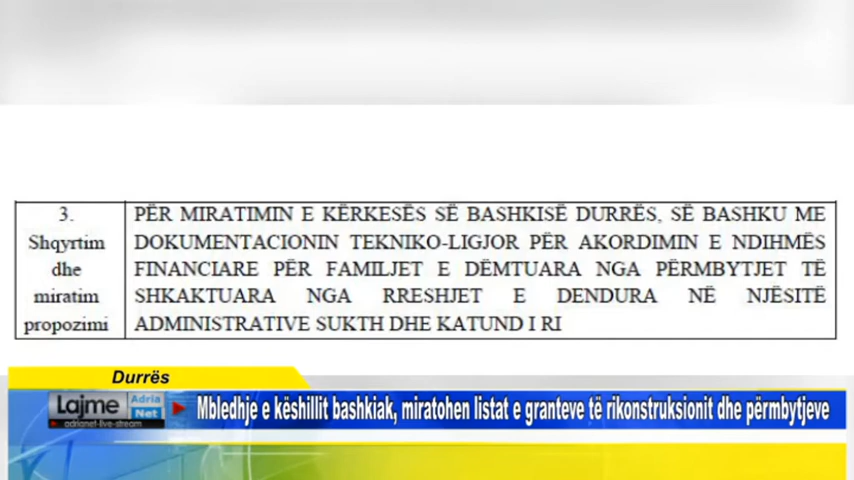 3.
Shqyrtim
dhe
miratim
propozimi
PËR MIRATIMIN E KËRKESËS SË BASHKISË DURRËS, SË BASHKU ME
DOKUMENTACIONIN TEKNIKO-LIGJOR PËR AKORDIMIN E NDIHMËS
FINANCIARE PËR FAMILJET E DËMTUARA NGA PËRMBYTJET TË
SHKAKTUARA NGA RRESHJET E DENDURA NË NJËSITË
ADMINISTRATIVE SUKTH DHE KATUND I RI
Durrës
Lajme Adria Net
adrianet-live-stream
Mbledhje e këshillit bashkiak, miratohen listat e granteve të rikonstruksionit dhe përmbytjeve